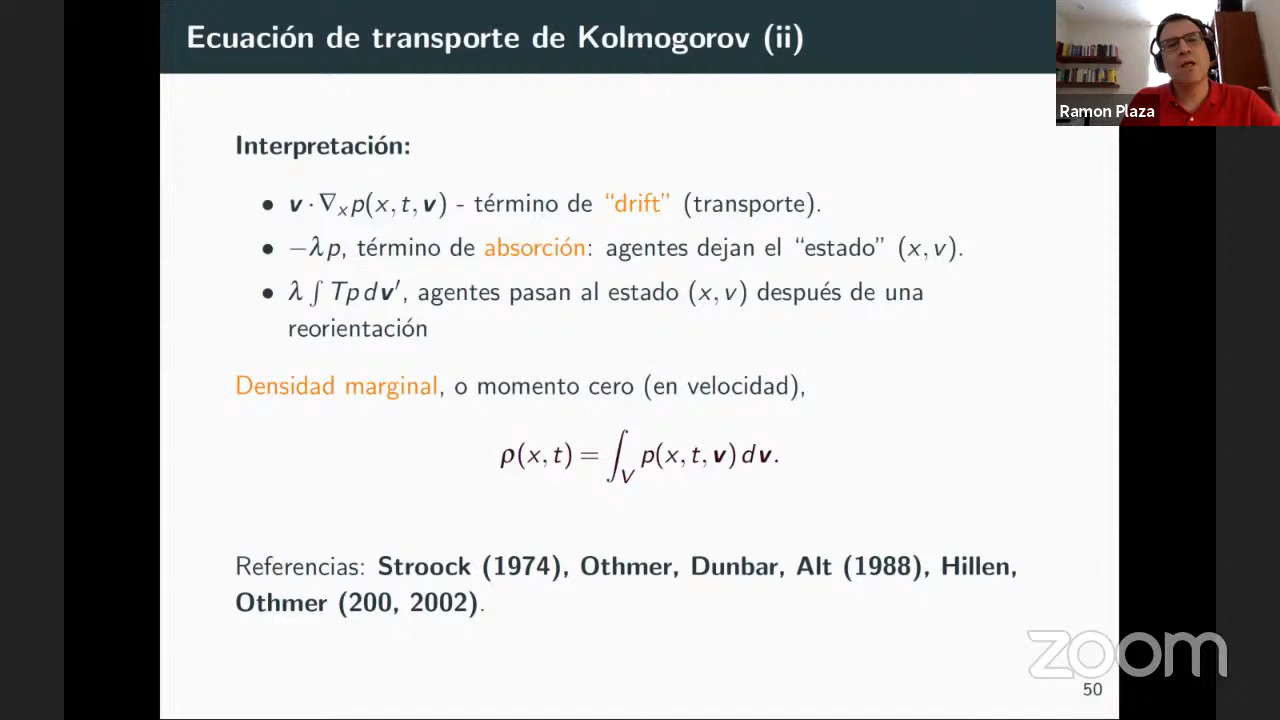 Ecuación de transporte de Kolmogorov (ii)
Ramon Plaza
Interpretación:
• v · ∇ₓp(x, t, v) - término de “drift” (transporte).
• −λp, término de absorción: agentes dejan el “estado” (x, v).
• λ ∫ Tp dv′, agentes pasan al estado (x, v) después de una
reorientación
Densidad marginal, o momento cero (en velocidad),
ρ(x, t) = ∫_V p(x, t, v) dv.
Referencias: Stroock (1974), Othmer, Dunbar, Alt (1988), Hillen,
Othmer (200, 2002).
zoom
50